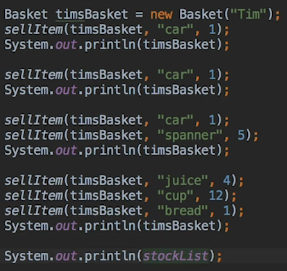 Basket timsBasket = new Basket("Tim");
sellItem(timsBasket, "car", 1);
System.out.println(timsBasket);
sellItem(timsBasket, "car", 1);
System.out.println(timsBasket);
sellItem(timsBasket, "car", 1);
sellItem(timsBasket, "spanner", 5);
System.out.println(timsBasket);
sellItem(timsBasket, "juice", 4);
sellItem(timsBasket, "cup", 12);
sellItem(timsBasket, "bread", 1);
System.out.println(timsBasket);
System.out.println(stockList);